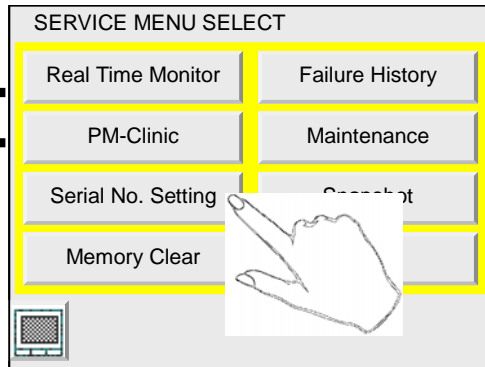 SERVICE MENU SELECT
Real Time Monitor
Failure History
PM-Clinic
Maintenance
Serial No. Setting
Memory Clear